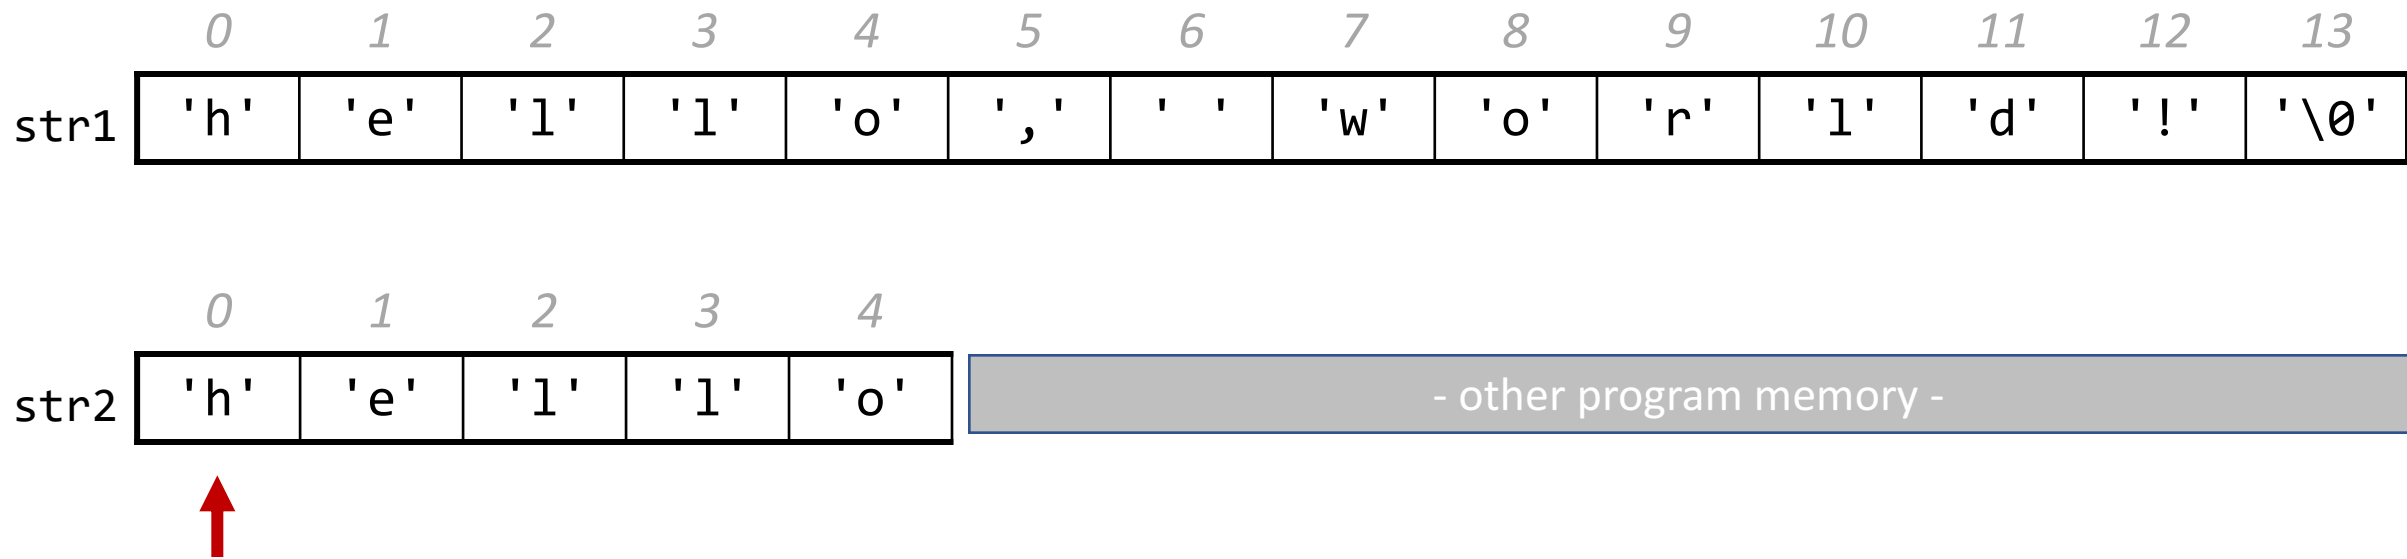 0 1 2 3 4 5 6 7 8 9 10 11 12 13
str1 'h' 'e' 'l' 'l' 'o' ',' ' ' 'w' 'o' 'r' 'l' 'd' '!' '\0'
0 1 2 3 4
str2 'h' 'e' 'l' 'l' 'o' - other program memory -